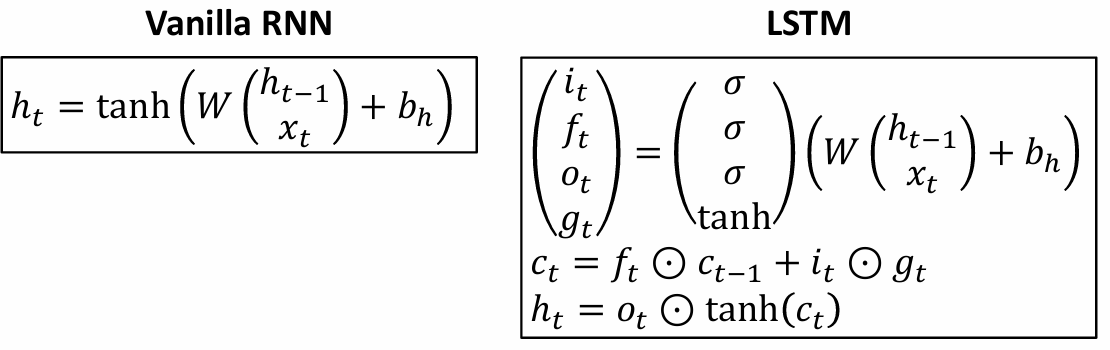 Vanilla RNN
h_t = tanh(W(h_{t−1} x_t) + b_h)
LSTM
(i_t f_t o_t g_t) = (σ σ σ tanh)(W(h_{t−1} x_t) + b_h)
c_t = f_t ⊙ c_{t−1} + i_t ⊙ g_t
h_t = o_t ⊙ tanh(c_t)